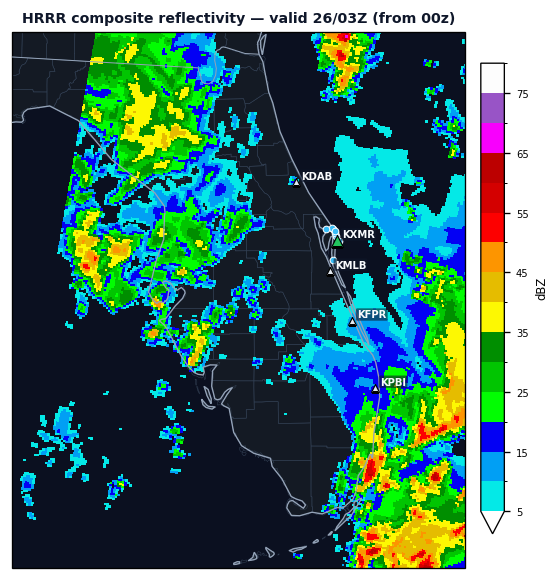 HRRR composite reflectivity — valid 26/03Z (from 00z)
KDAB
KXMR
KMLB
KFPR
KPBI
75
65
55
45
35
25
15
5
dBZ